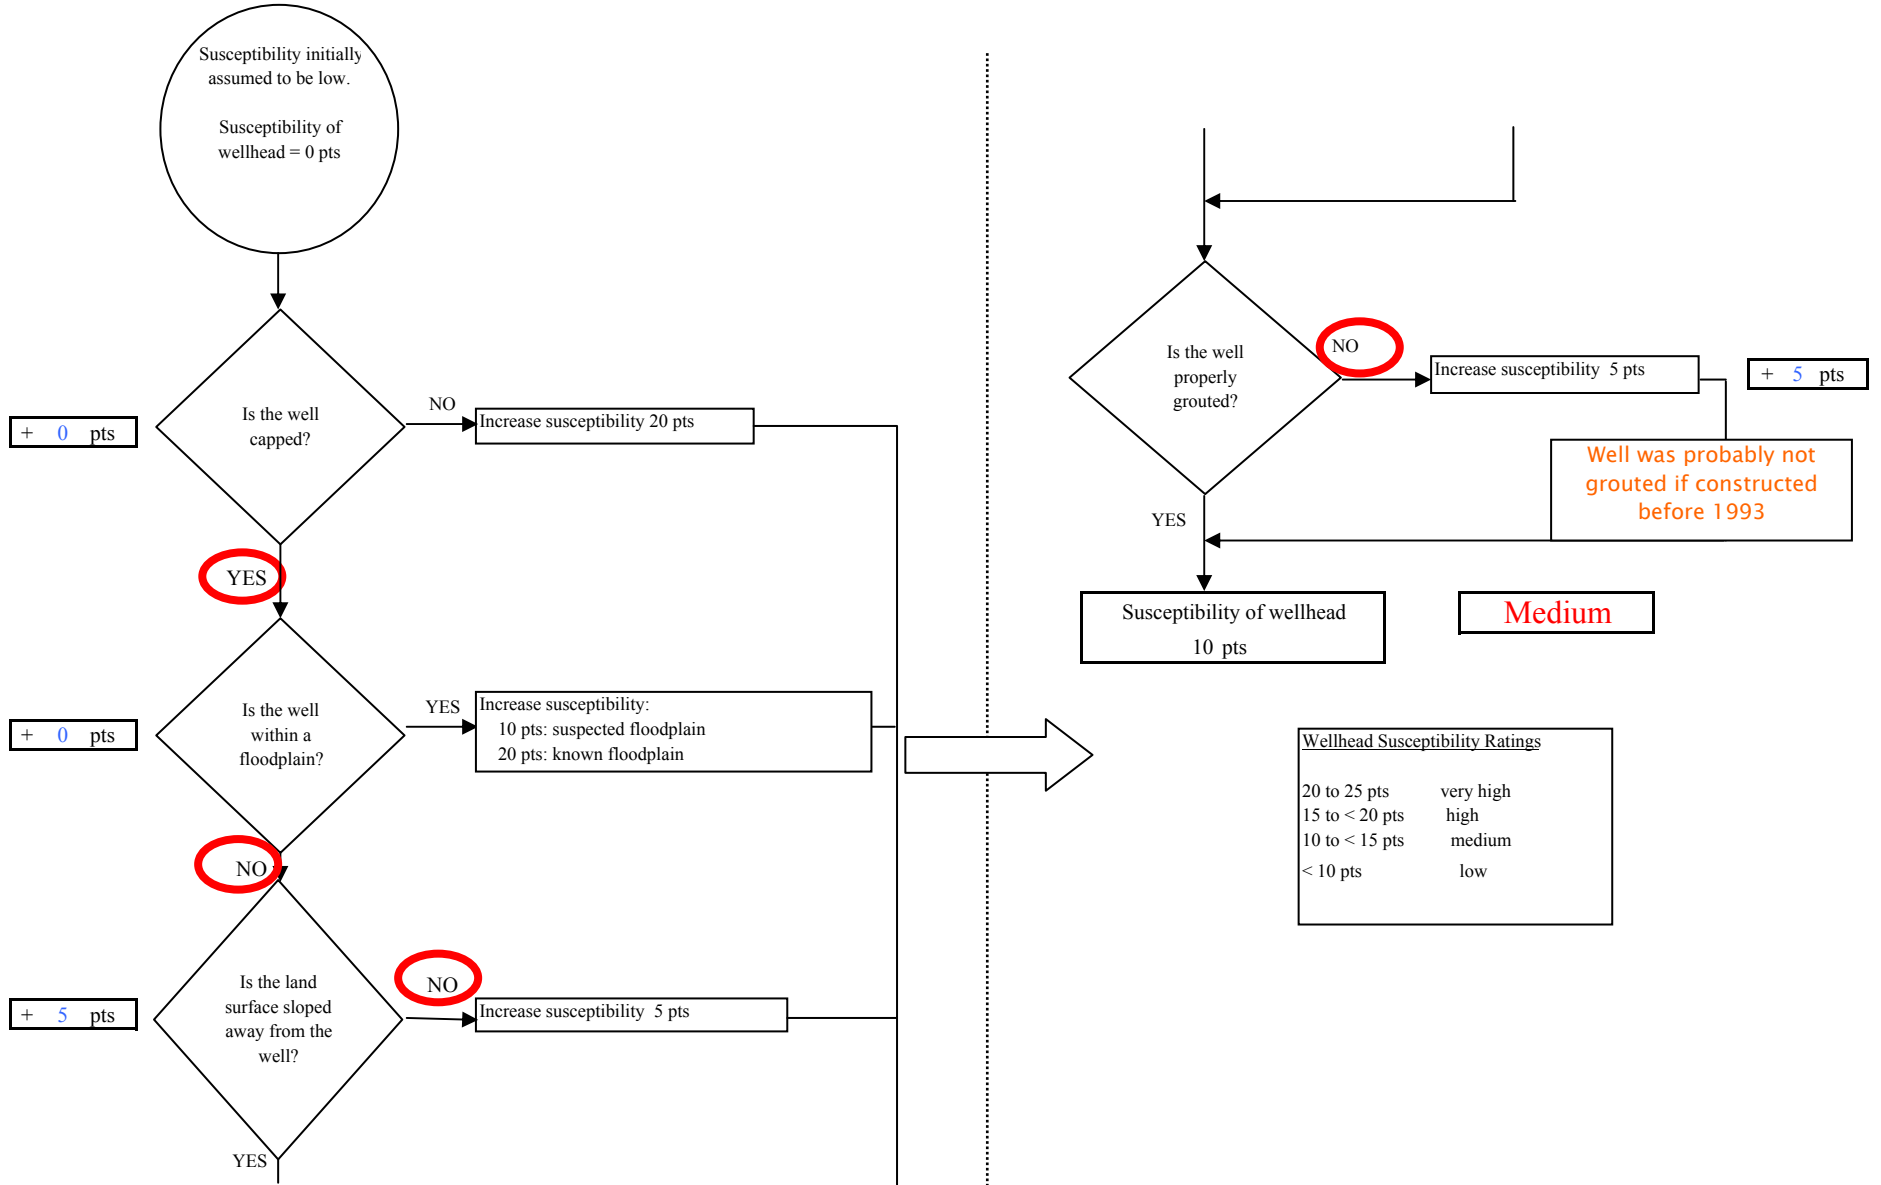 Susceptibility initially
assumed to be low.
Susceptibility of
wellhead = 0 pts
+ 0 pts
Is the well
capped?
NO
Increase susceptibility 20 pts
YES
+ 0 pts
Is the well
within a
floodplain?
YES
Increase susceptibility:
10 pts: suspected floodplain
20 pts: known floodplain
NO
+ 5 pts
Is the land
surface sloped
away from the
well?
NO
Increase susceptibility 5 pts
YES
Is the well
properly
grouted?
NO
Increase susceptibility 5 pts
+ 5 pts
Well was probably not
grouted if constructed
before 1993
YES
Susceptibility of wellhead
10 pts
Medium
Wellhead Susceptibility Ratings
20 to 25 pts very high
15 to < 20 pts high
10 to < 15 pts medium
< 10 pts low